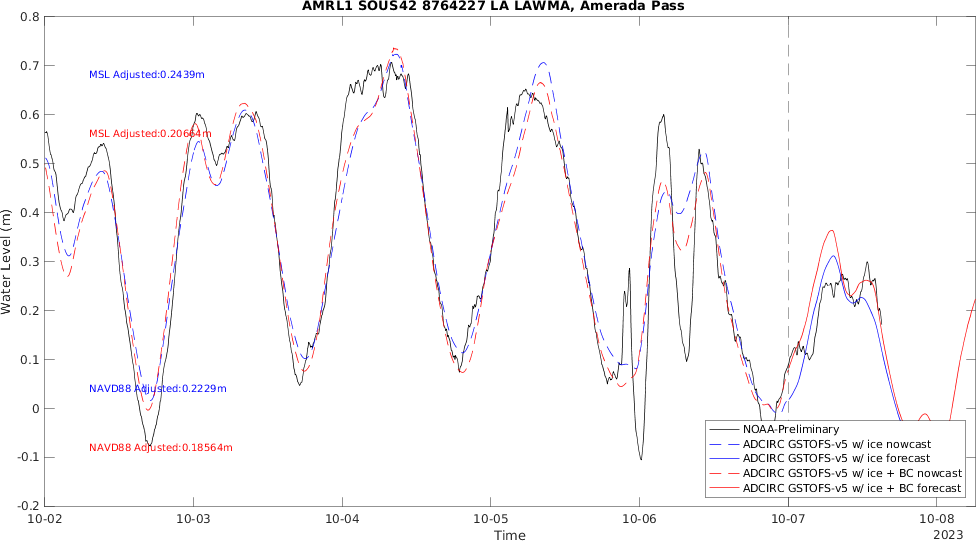 AMRL1 SOUS42 8764227 LA LAWMA, Amerada Pass
Water Level (m)
0.8
0.7
0.6
0.5
0.4
0.3
0.2
0.1
0
-0.1
-0.2
MSL Adjusted:0.2439m
MSL Adjusted:0.20664m
NAVD88 Adjusted:0.2229m
NAVD88 Adjusted:0.18564m
NOAA-Preliminary
ADCIRC GSTOFS-v5 w/ ice nowcast
ADCIRC GSTOFS-v5 w/ ice forecast
ADCIRC GSTOFS-v5 w/ ice + BC nowcast
ADCIRC GSTOFS-v5 w/ ice + BC forecast
10-02 10-03 10-04 10-05 10-06 10-07 10-08
Time
2023